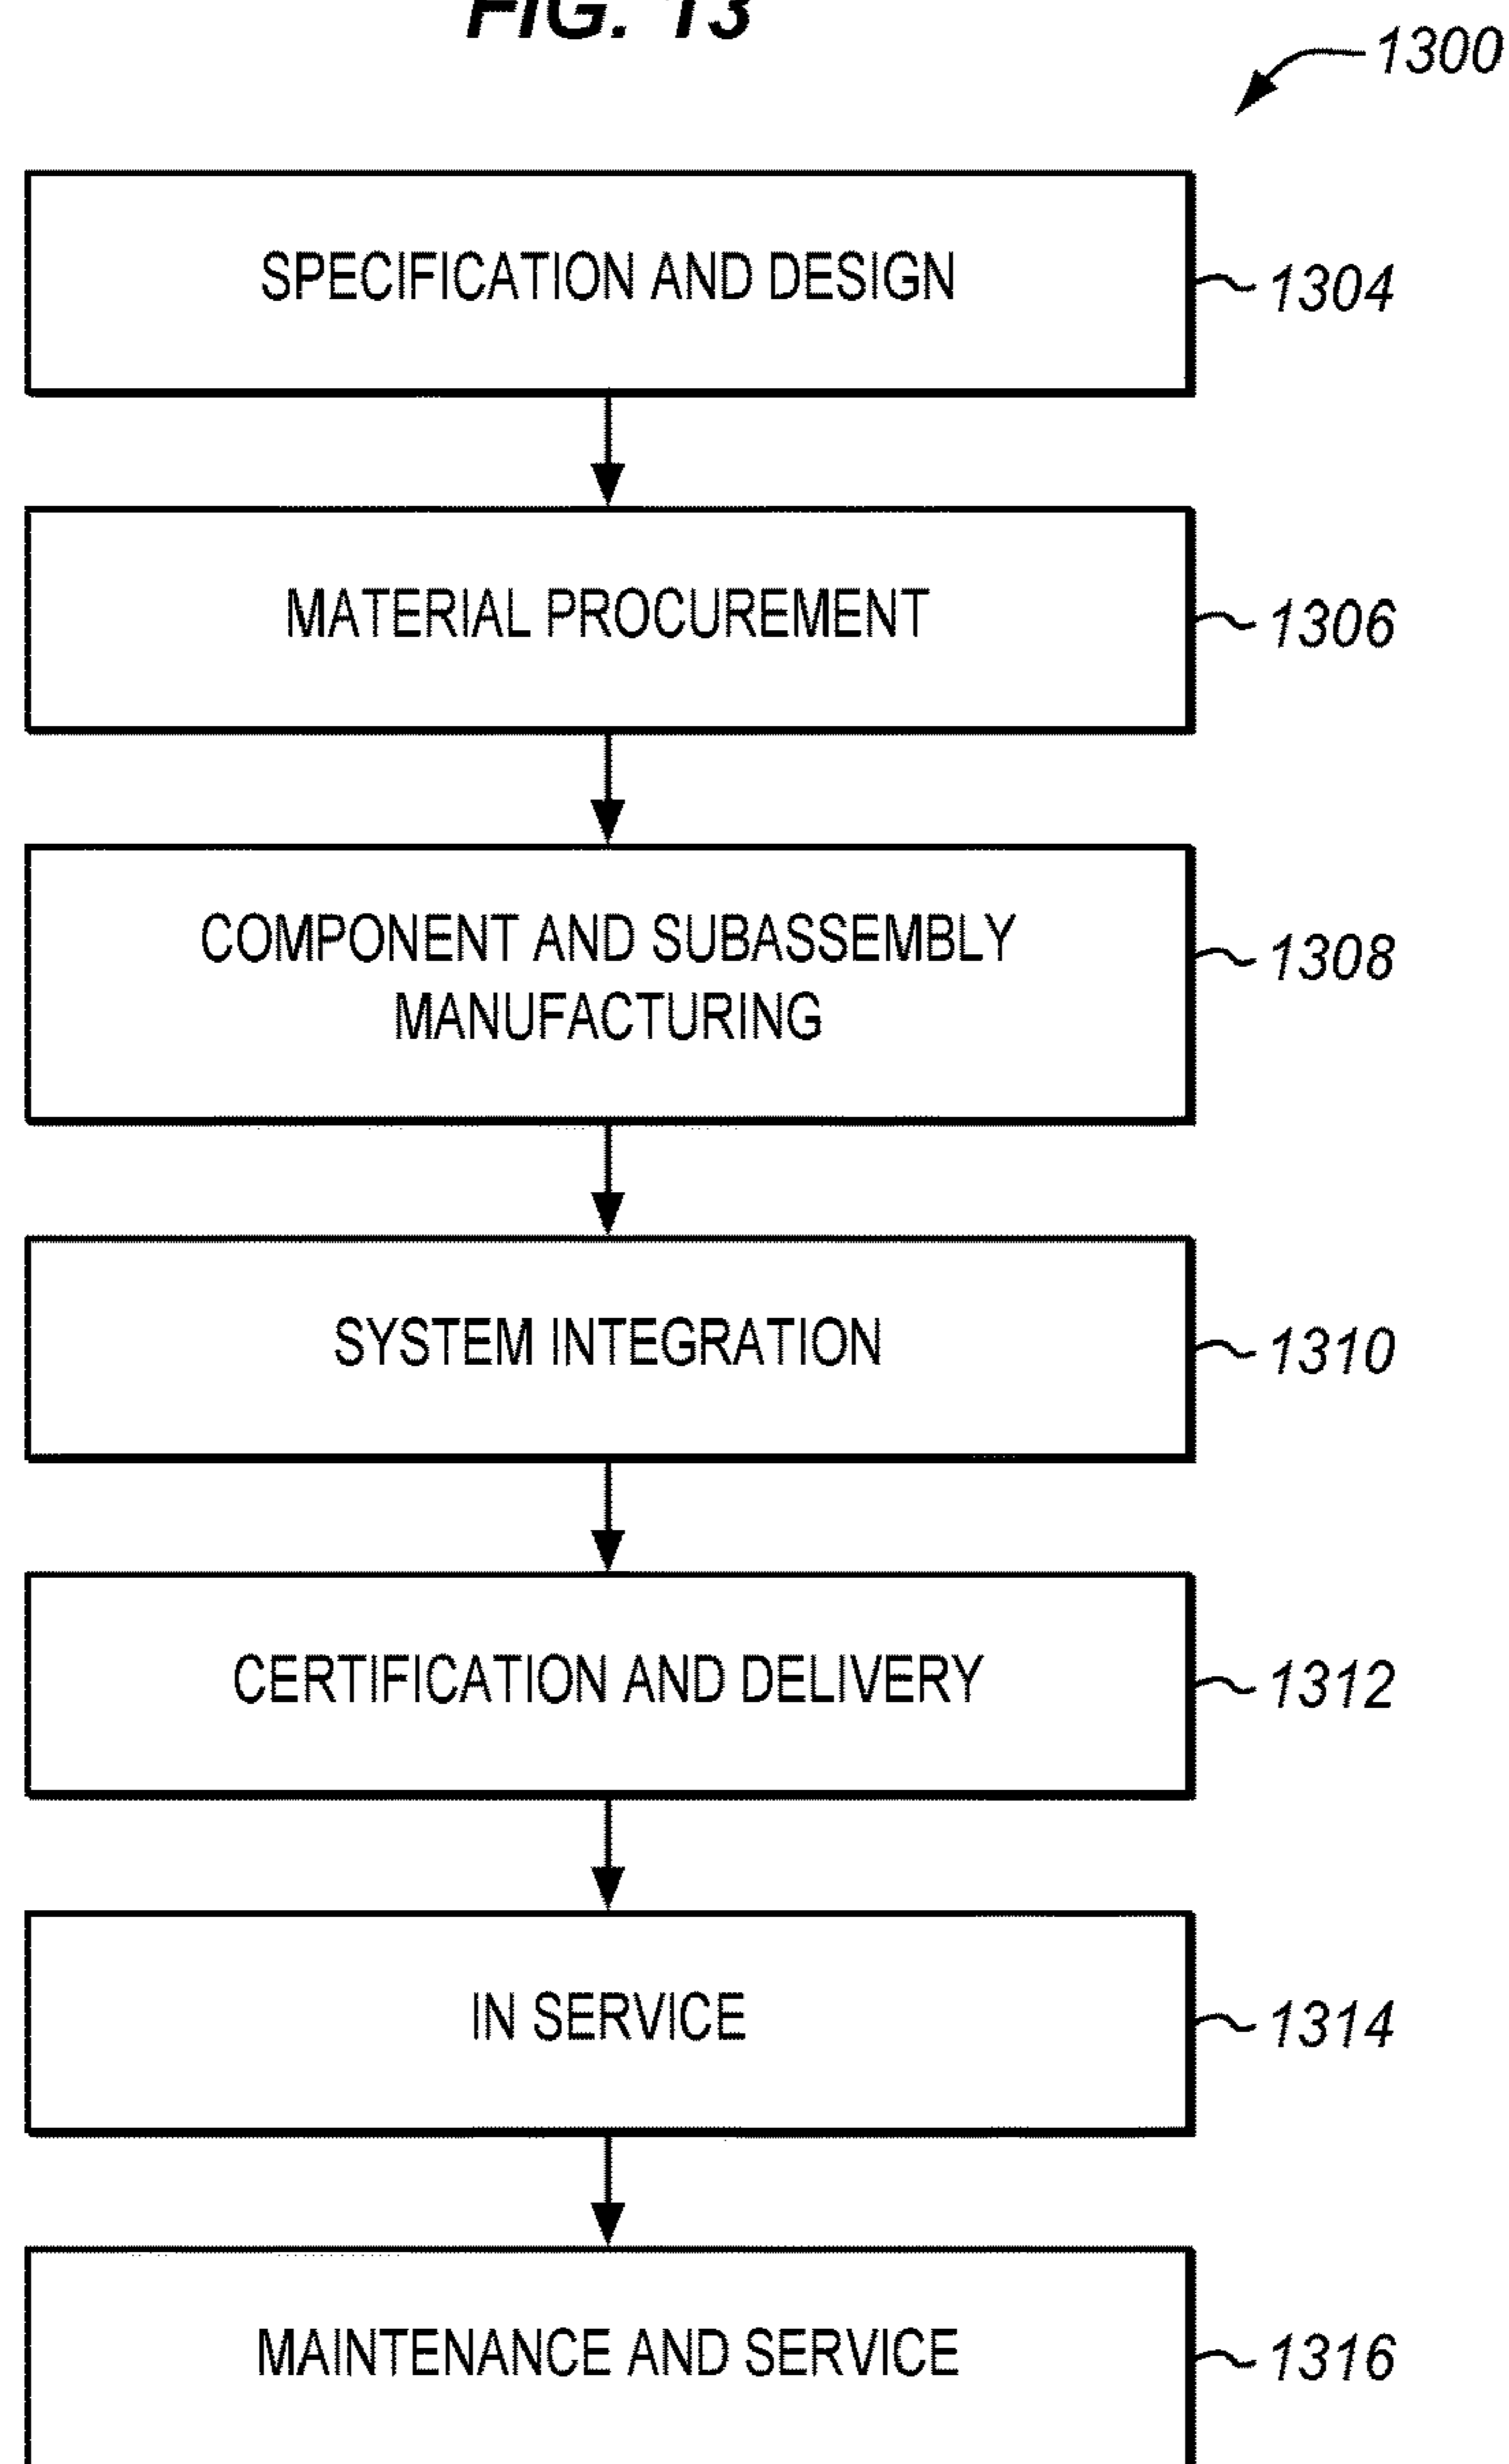 FIG. 13
1300
SPECIFICATION AND DESIGN
1304
MATERIAL PROCUREMENT
1306
COMPONENT AND SUBASSEMBLY
MANUFACTURING
1308
SYSTEM INTEGRATION
1310
CERTIFICATION AND DELIVERY
1312
IN SERVICE
1314
MAINTENANCE AND SERVICE
1316